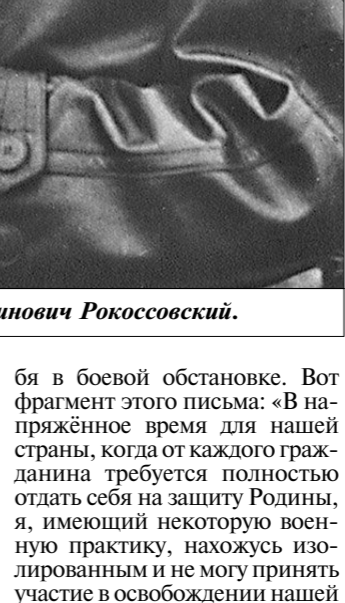 инович Рокоссовский.
бя в боевой обстановке. Вот
фрагмент этого письма: «В на-
пряжённое время для нашей
страны, когда от каждого граж-
данина требуется полностью
отдать себя на защиту Родины,
я, имеющий некоторую воен-
ную практику, нахожусь изо-
лированным и не могу принять
участие в освобождении нашей